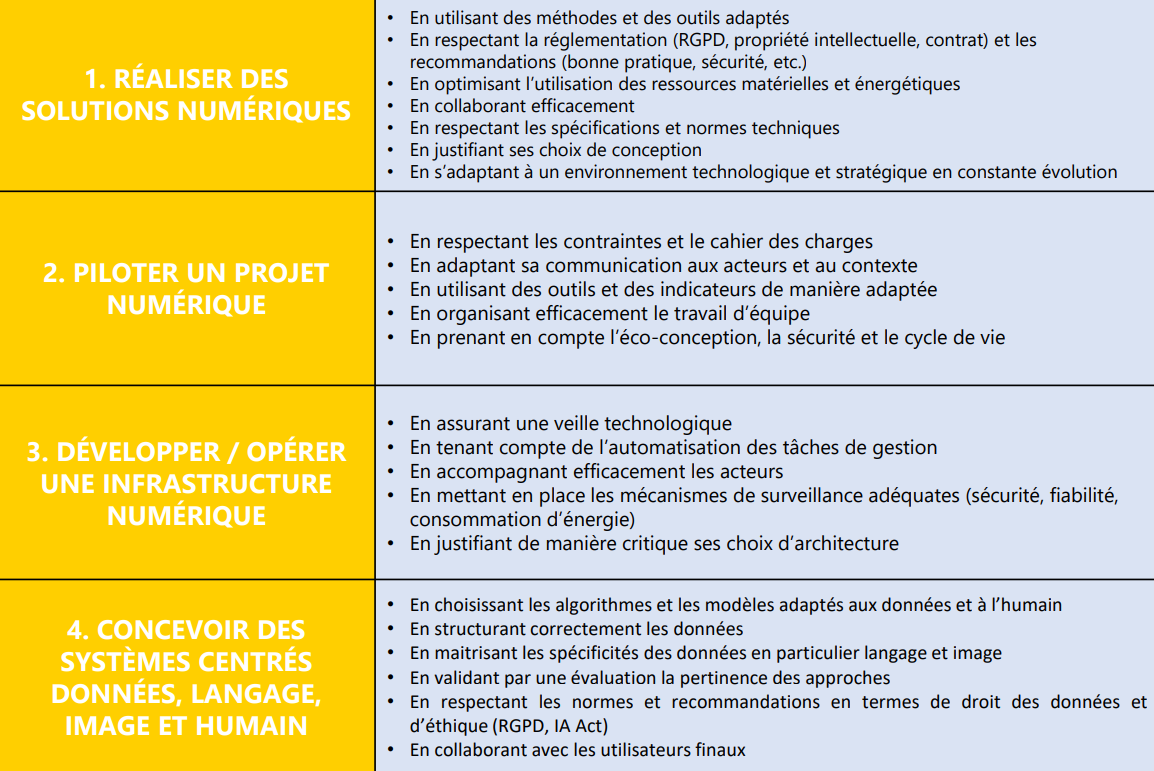 1. RÉALISER DES
SOLUTIONS NUMÉRIQUES
• En utilisant des méthodes et des outils adaptés
• En respectant la réglementation (RGPD, propriété intellectuelle, contrat) et les
recommandations (bonne pratique, sécurité, etc.)
• En optimisant l’utilisation des ressources matérielles et énergétiques
• En collaborant efficacement
• En respectant les spécifications et normes techniques
• En justifiant ses choix de conception
• En s’adaptant à un environnement technologique et stratégique en constante évolution
2. PILOTER UN PROJET
NUMÉRIQUE
• En respectant les contraintes et le cahier des charges
• En adaptant sa communication aux acteurs et au contexte
• En utilisant des outils et des indicateurs de manière adaptée
• En organisant efficacement le travail d’équipe
• En prenant en compte l’éco-conception, la sécurité et le cycle de vie
3. DÉVELOPPER / OPÉRER
UNE INFRASTRUCTURE
NUMÉRIQUE
• En assurant une veille technologique
• En tenant compte de l’automatisation des tâches de gestion
• En accompagnant efficacement les acteurs
• En mettant en place les mécanismes de surveillance adéquates (sécurité, fiabilité,
consommation d’énergie)
• En justifiant de manière critique ses choix d’architecture
4. CONCEVOIR DES
SYSTÈMES CENTRÉS
DONNÉES, LANGAGE,
IMAGE ET HUMAIN
• En choisissant les algorithmes et les modèles adaptés aux données et à l’humain
• En structurant correctement les données
• En maitrisant les spécificités des données en particulier langage et image
• En validant par une évaluation la pertinence des approches
• En respectant les normes et recommandations en termes de droit des données et
d’éthique (RGPD, IA Act)
• En collaborant avec les utilisateurs finaux